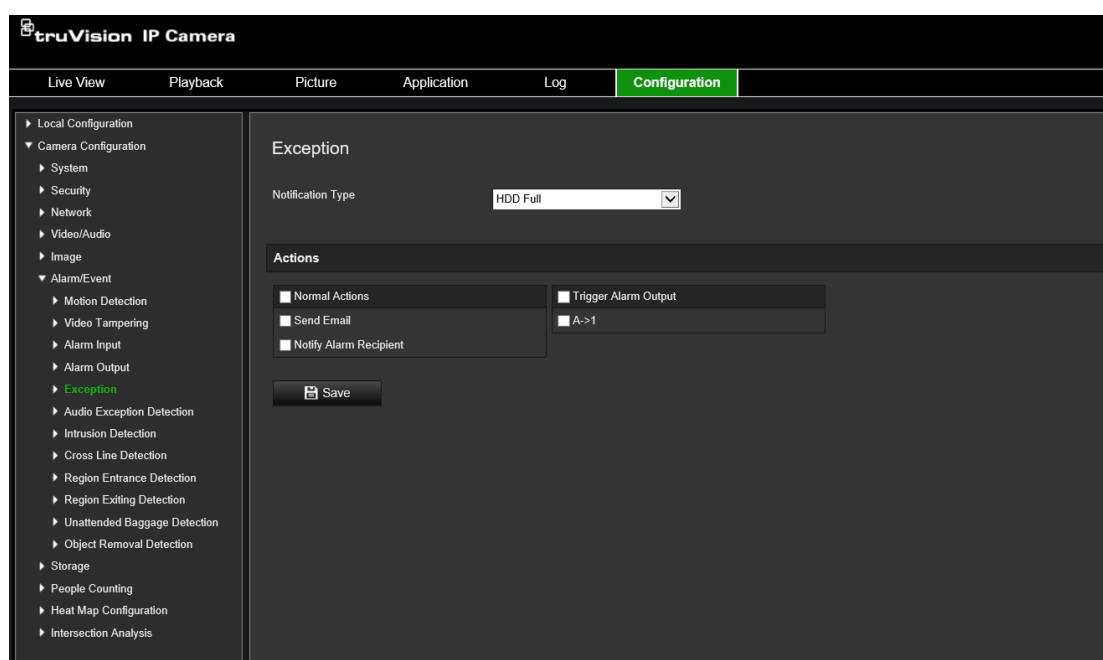 truVision IP Camera
Live View Playback Picture Application Log Configuration
Local Configuration
Camera Configuration
System
Security
Network
Video/Audio
Image
Alarm/Event
Motion Detection
Video Tampering
Alarm Input
Alarm Output
Exception
Audio Exception Detection
Intrusion Detection
Cross Line Detection
Region Entrance Detection
Region Exiting Detection
Unattended Baggage Detection
Object Removal Detection
Storage
People Counting
Heat Map Configuration
Intersection Analysis
Exception
Notification Type HDD Full
Actions
Normal Actions Trigger Alarm Output
Send Email A->1
Notify Alarm Recipient
Save